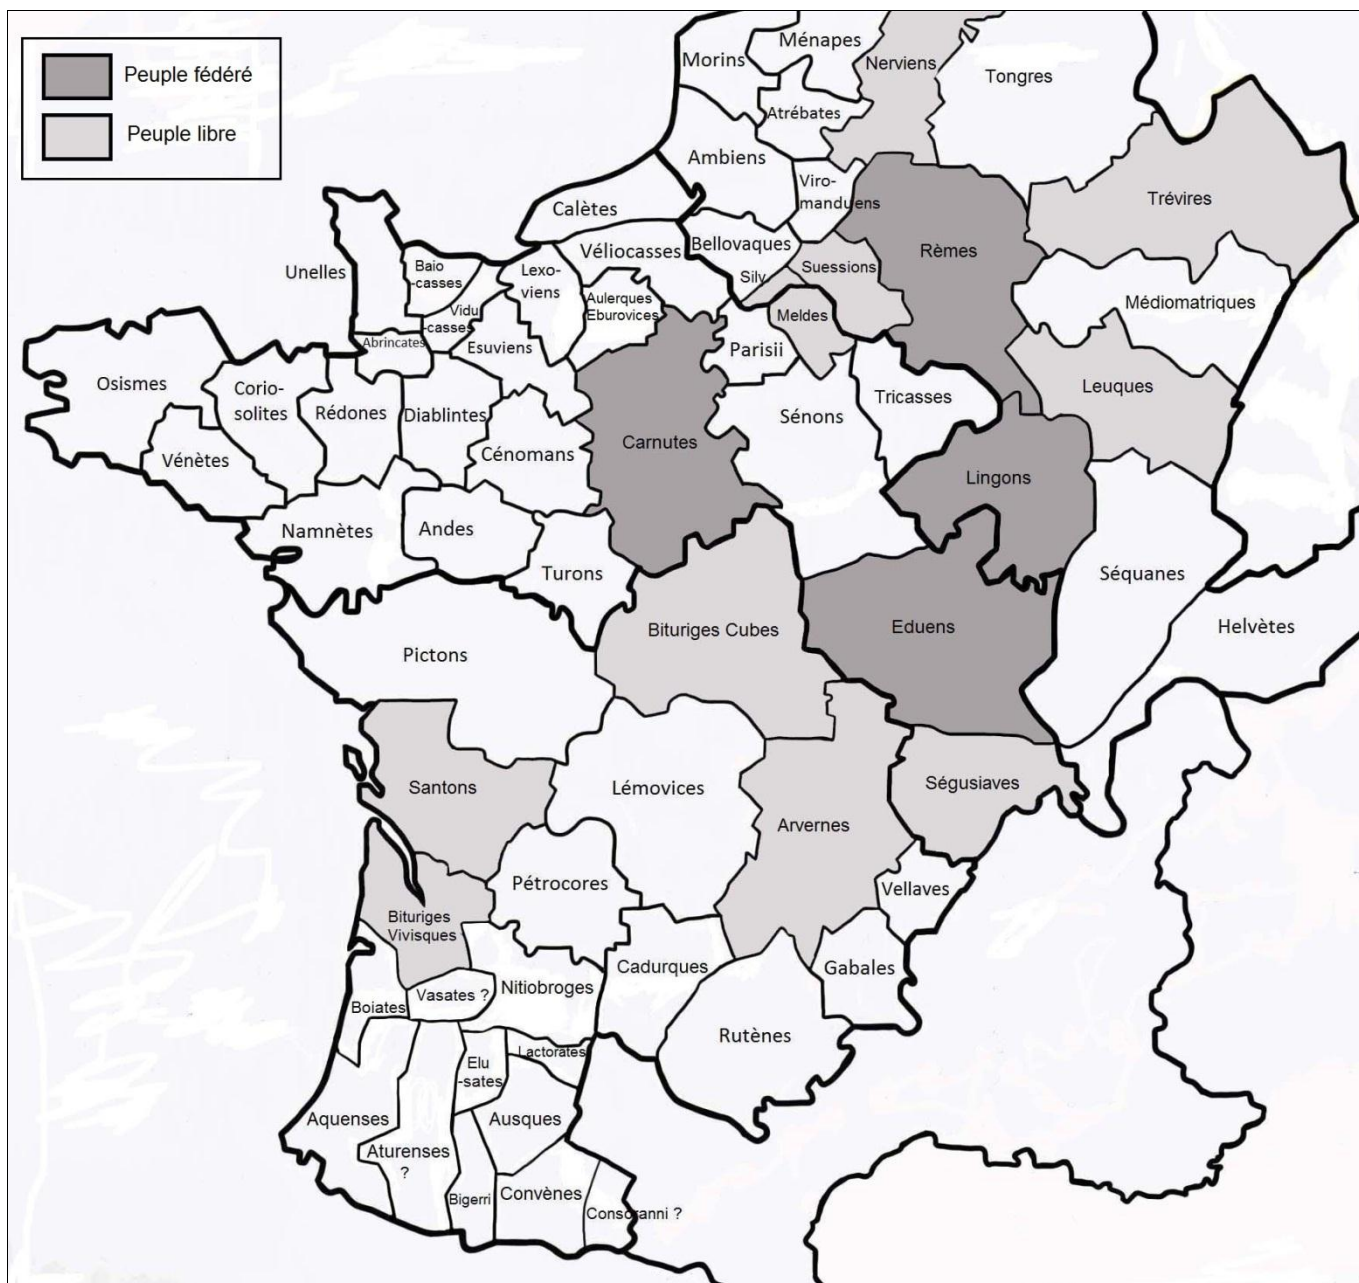 Peuple fédéré
Peuple libre
Ménapes
Morins
Nerviens
Tongres
Atrébates
Ambiens
Viro-
manduens
Trévires
Calètes
Bellovaques
Véliocasses
Rèmes
Unelles
Baio
-casses
Lexo-
viens
Silv
Suessions
Médiomatriques
Vidu
-casses
Aulerques
Eburovices
Meldes
Abrincates
Esuviens
Parisii
Osismes
Corio-
solites
Rédones
Diablintes
Tricasses
Leuques
Sénons
Carnutes
Cénomans
Vénètes
Lingons
Namnètes
Andes
Turons
Séquanes
Bituriges Cubes
Eduens
Helvètes
Pictons
Santons
Lémovices
Ségusiaves
Arvernes
Pétrocores
Vellaves
Bituriges
Vivisques
Cadurques
Gabales
Nitiobroges
Vasates ?
Boiates
Rutènes
Lactorates
Elu
-sates
Aquenses
Ausques
Aturenses
?
Bigerri
Convènes
Consoranni ?